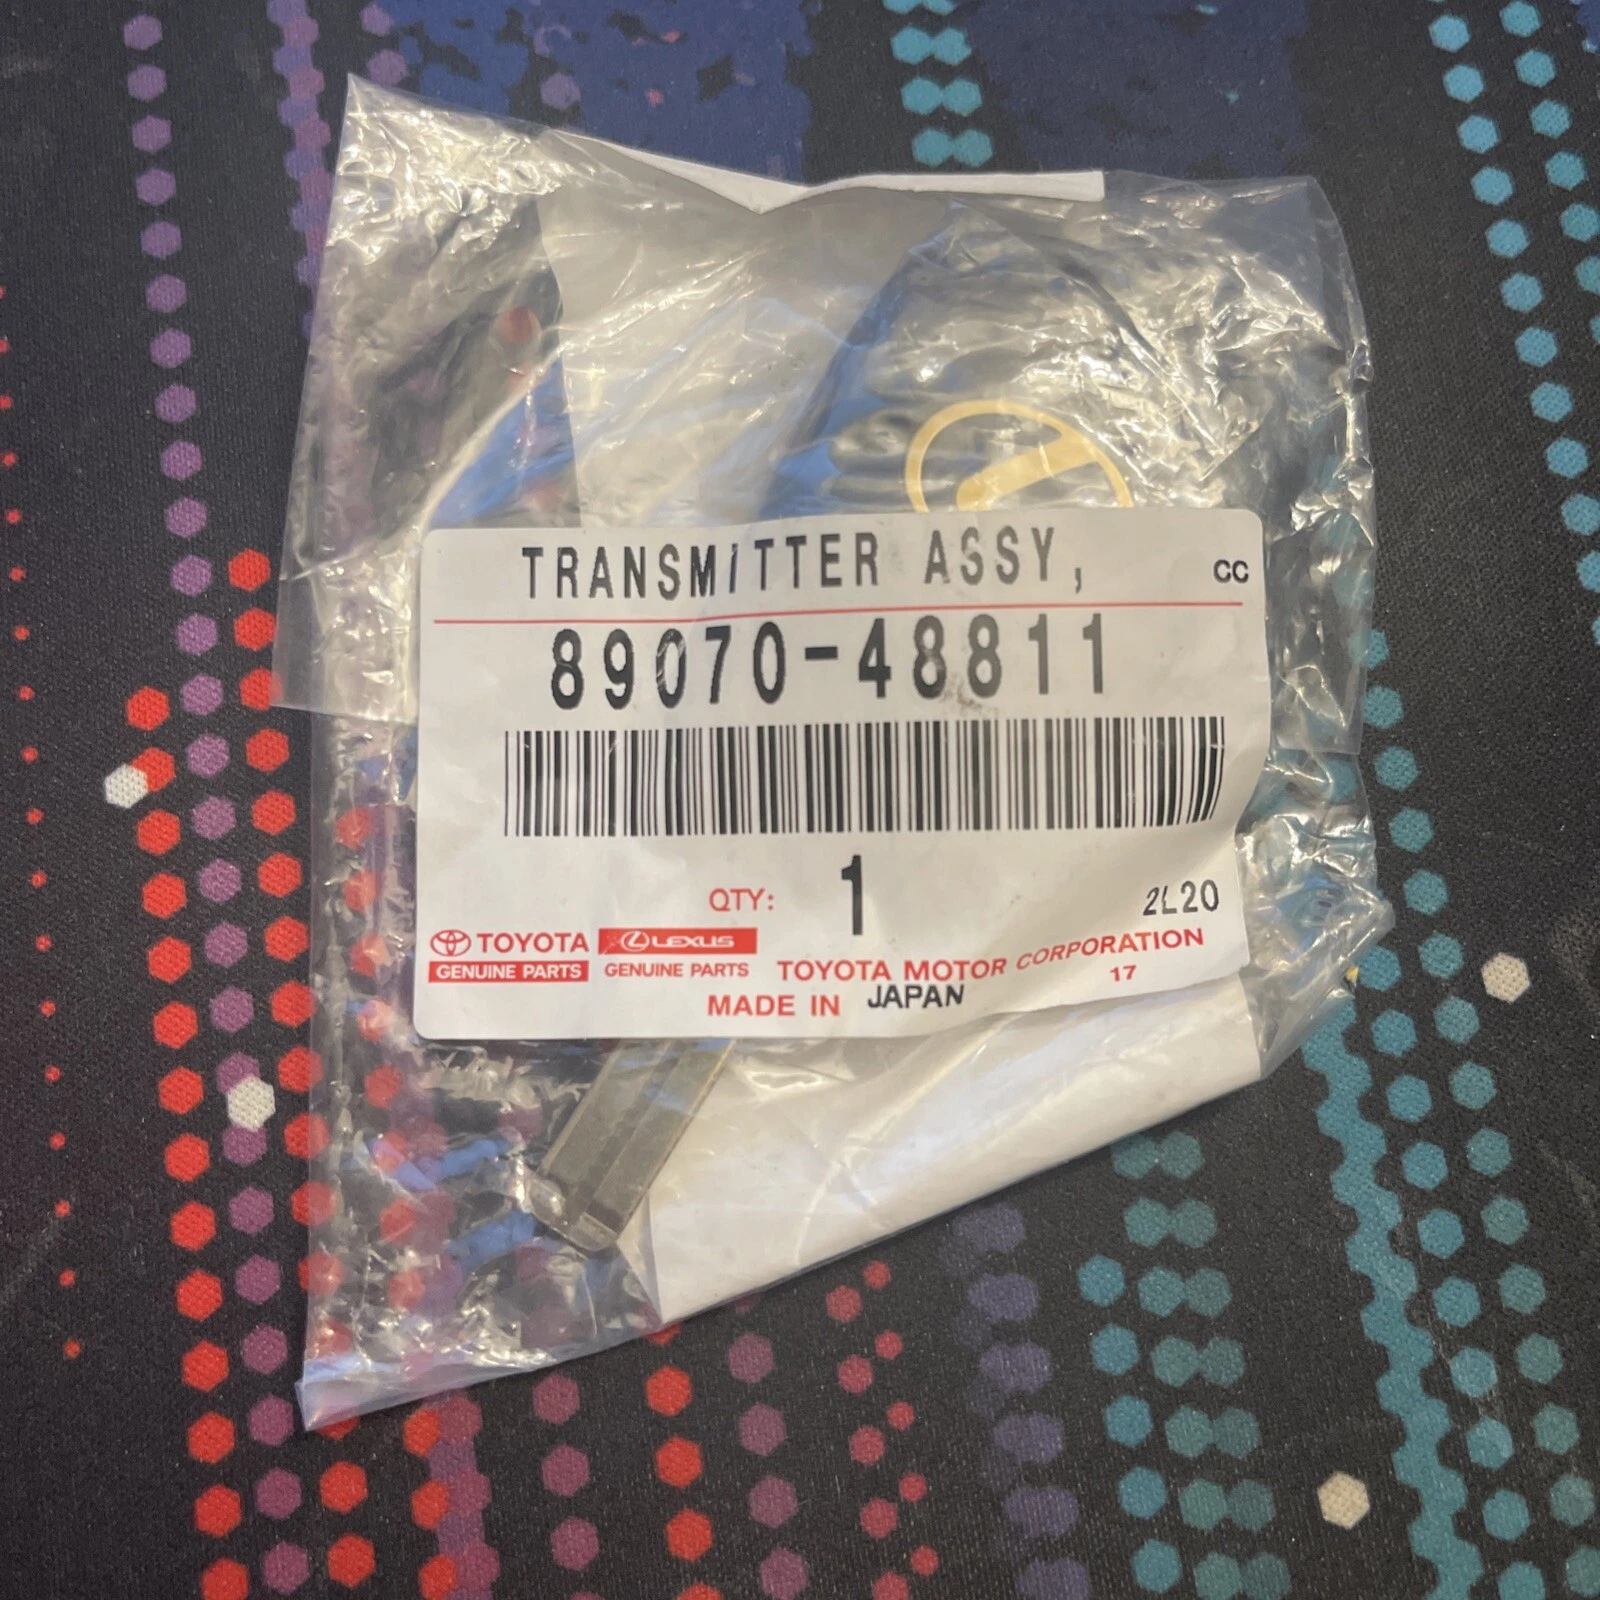 TRANSMITTER ASSY,
CC
89070-48811
QTY: 1
2L20
TOYOTA
LEXUS
GENUINE PARTS
GENUINE PARTS
TOYOTA MOTOR CORPORATION
17
MADE IN JAPAN